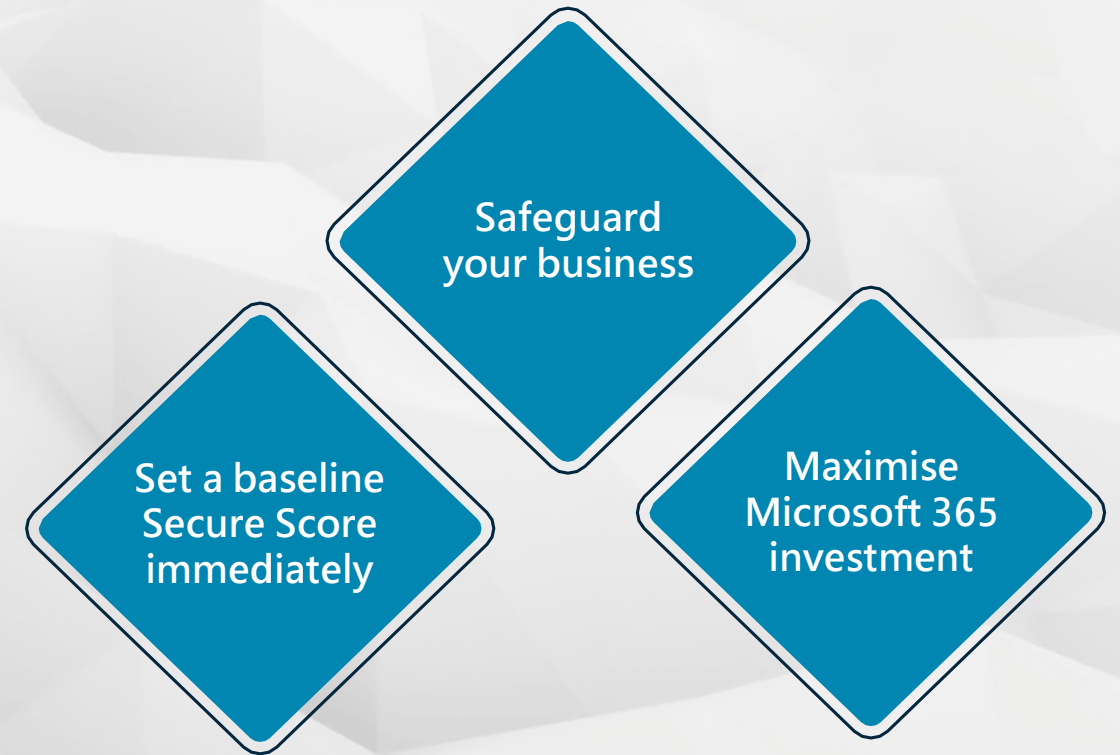 Safeguard
your business
Set a baseline
Secure Score
immediately
Maximise
Microsoft 365
investment